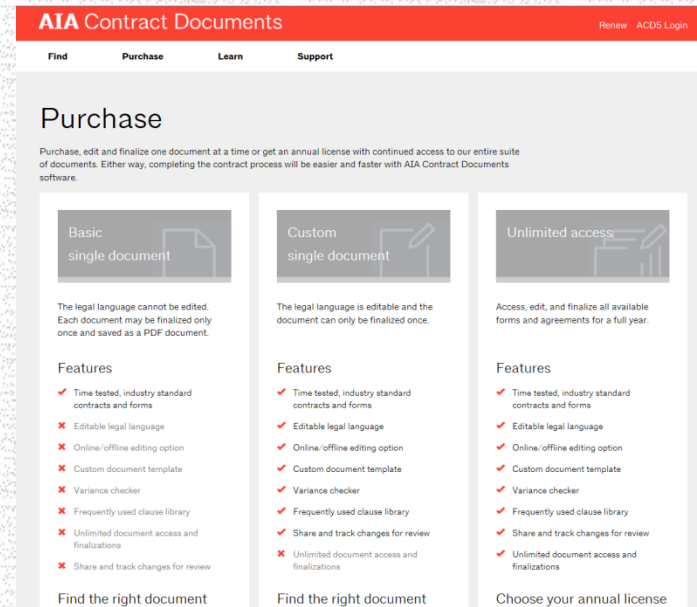 AIA Contract Documents
Renew ACD5 Login
Find Purchase Learn Support
Purchase
Purchase, edit and finalize one document at a time or get an annual license with continued access to our entire suite
of documents. Either way, completing the contract process will be easier and faster with AIA Contract Documents
software.
Basic
single document
The legal language cannot be edited.
Each document may be finalized only
once and saved as a PDF document.
Features
Time tested, industry standard
contracts and forms
Editable legal language
Online/offline editing option
Custom document template
Variance checker
Frequently used clause library
Unlimited document access and
finalizations
Share and track changes for review
Find the right document
Custom
single document
The legal language is editable and the
document can only be finalized once.
Features
Time tested, industry standard
contracts and forms
Editable legal language
Online/offline editing option
Custom document template
Variance checker
Frequently used clause library
Share and track changes for review
Unlimited document access and
finalizations
Find the right document
Unlimited access
Access, edit, and finalize all available
forms and agreements for a full year.
Features
Time tested, industry standard
contracts and forms
Editable legal language
Online/offline editing option
Custom document template
Variance checker
Frequently used clause library
Share and track changes for review
Unlimited document access and
finalizations
Choose your annual license